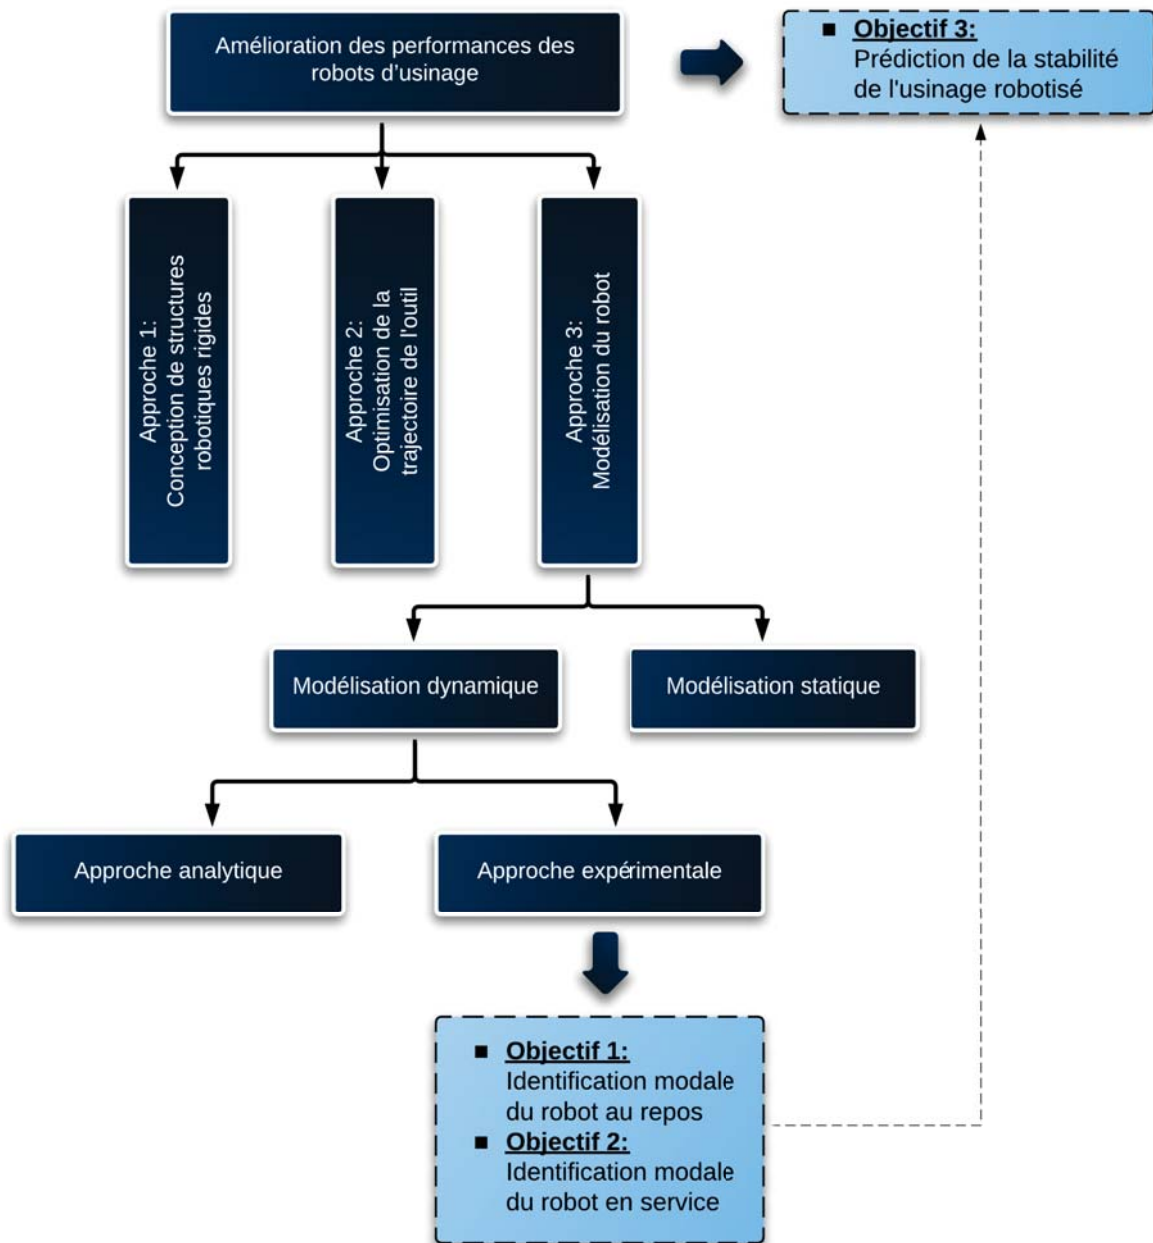 Amélioration des performances des
robots d'usinage
■ Objectif 3:
Prédiction de la stabilité
de l'usinage robotisé
Approche 1:
Conception de structures
robotiques rigides
Approche 2:
Optimisation de la
trajectoire de l'outil
Approche 3:
Modélisation du robot
Modélisation dynamique
Modélisation statique
Approche analytique
Approche expérimentale
■ Objectif 1:
Identification modale
du robot au repos
■ Objectif 2:
Identification modale
du robot en service